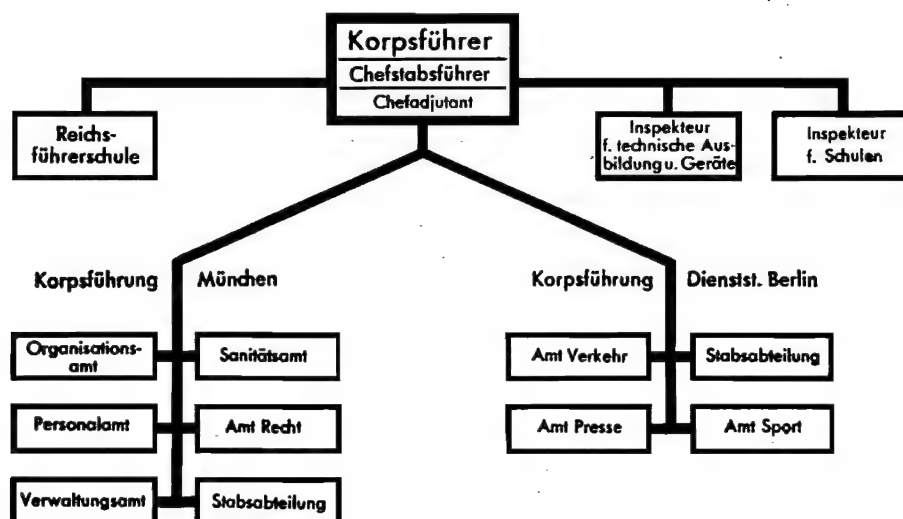 Korpsführer
Chefstabsführer
Chefadjutant
Reichs-
führerschule
Inspekteur
f. technische Aus-
bildung u. Geräte
Inspekteur
f. Schulen
Korpsführung München
Korpsführung Dienstst. Berlin
Organisations-
amt
Sanitätsamt
Amt Verkehr
Stabsabteilung
Personalamt
Amt Recht
Amt Presse
Amt Sport
Verwaltungsamt
Stabsabteilung